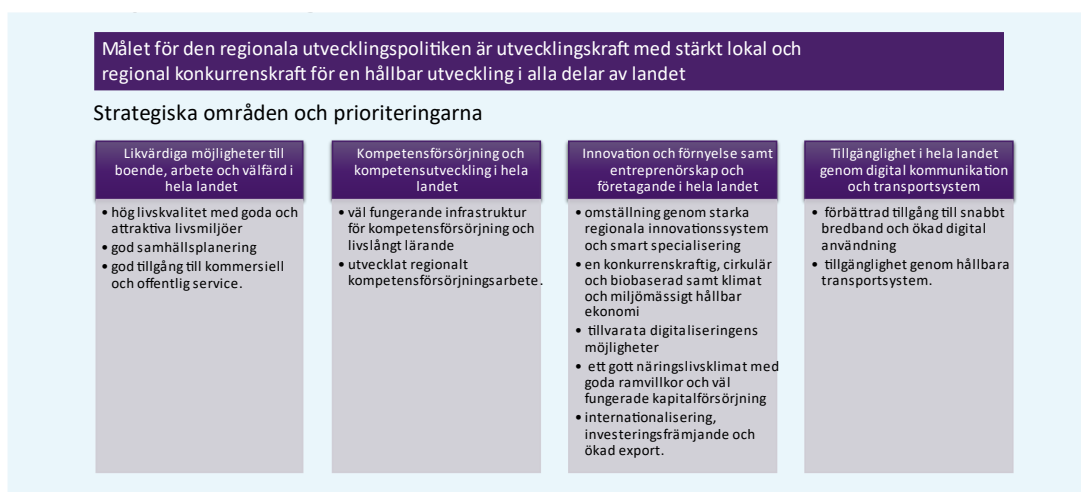 Målet för den regionala utvecklingspolitiken är utvecklingskraft med stärkt lokal och
regional konkurrenskraft för en hållbar utveckling i alla delar av landet
Strategiska områden och prioriteringarna
Likvärdiga möjligheter till
boende, arbete och välfärd i
hela landet
• hög livskvalitet med goda och
attraktiva livsmiljöer
• god samhällsplanering
• god tillgång till kommersiell
och offentlig service.
Kompetensförsörjning och
kompetensutveckling i hela
landet
• väl fungerande infrastruktur
för kompetensförsörjning och
livslångt lärande
• utvecklat regionalt
kompetensförsörjningsarbete.
Innovation och förnyelse samt
entreprenörskap och
företagande i hela landet
• omställning genom starka
regionala innovationssystem
och smart specialisering
• en konkurrenskraftig, cirkulär
och biobaserad samt klimat
och miljömässigt hållbar
ekonomi
• tillvarata digitaliseringens
möjligheter
• ett gott näringslivsklimat med
goda ramvillkor och väl
fungerade kapitalförsörjning
• internationalisering,
investeringsfrämjande och
ökad export.
Tillgänglighet i hela landet
genom digital kommunikation
och transportsystem
• förbättrad tillgång till snabbt
bredband och ökad digital
användning
• tillgänglighet genom hållbara
transportsystem.